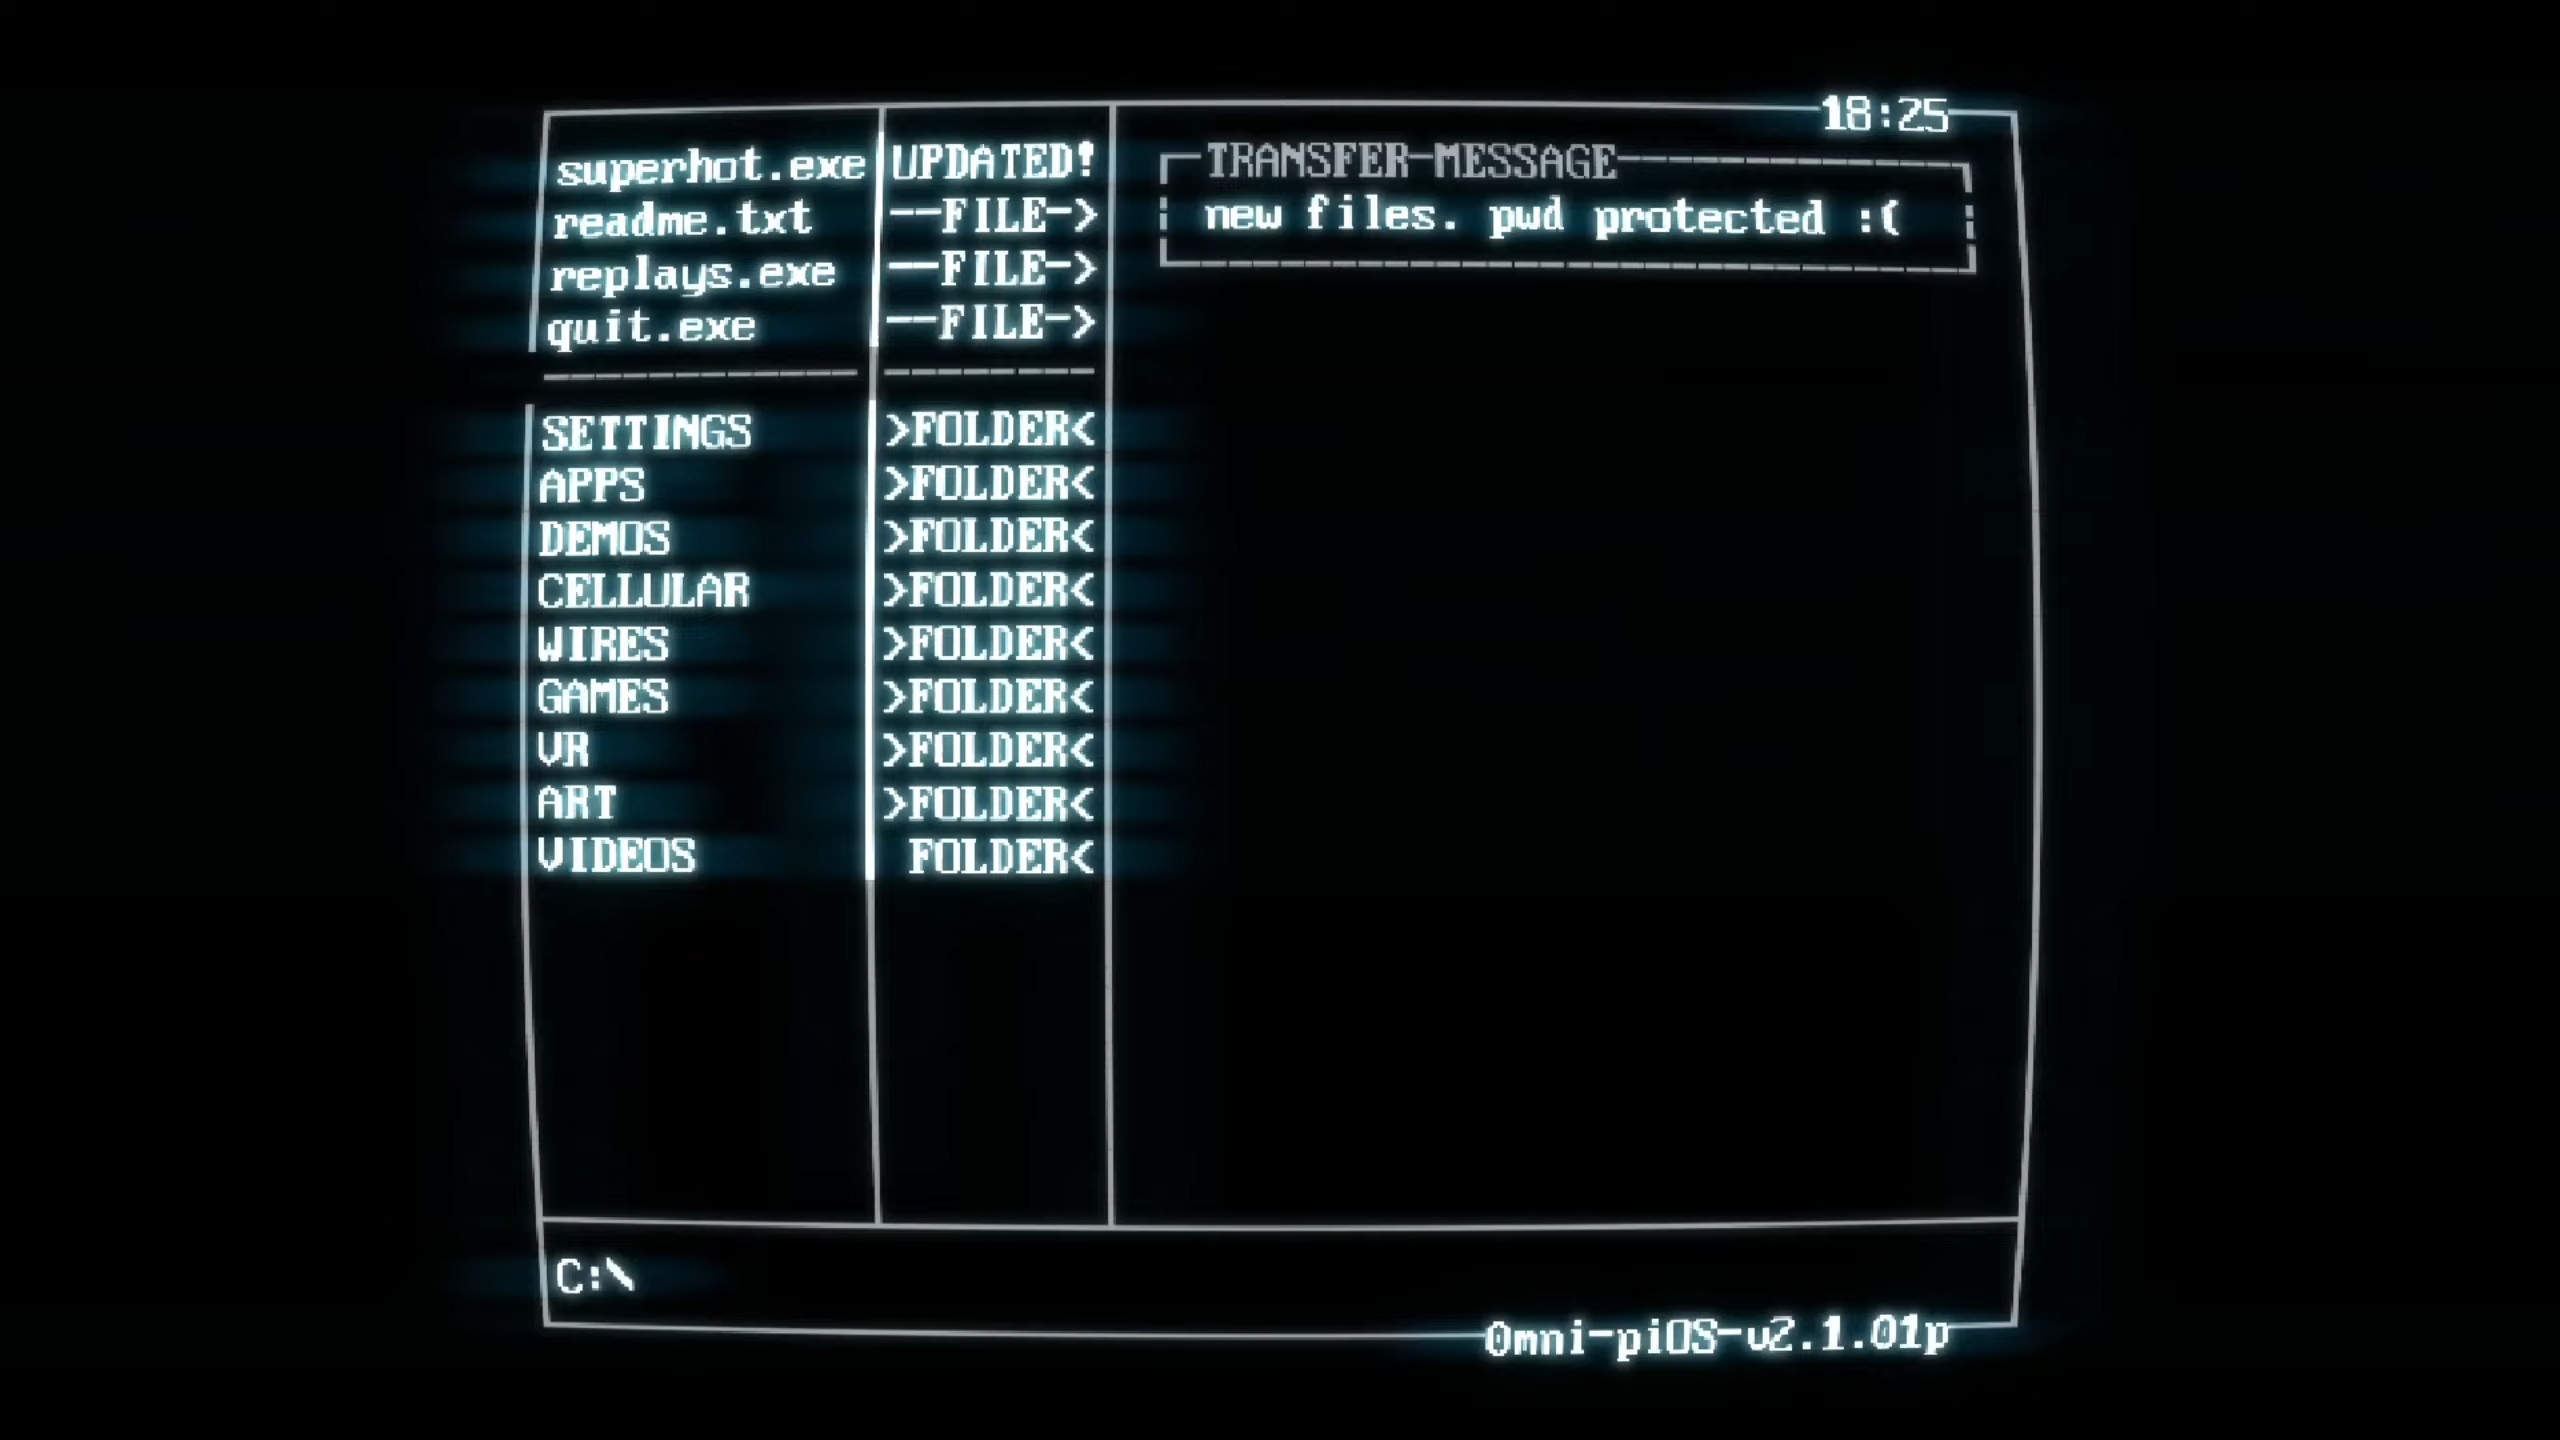 18:25
superhot.exe UPDATED! TRANSFER-MESSAGE
readme.txt --FILE-> new files. pwd protected :(
replays.exe --FILE->
quit.exe --FILE->
SETTINGS >FOLDER<
APPS >FOLDER<
DEMOS >FOLDER<
CELLULAR >FOLDER<
WIRES >FOLDER<
GAMES >FOLDER<
VR >FOLDER<
ART >FOLDER<
VIDEOS FOLDER<
C:\
0mni-piOS-v2.1.01p